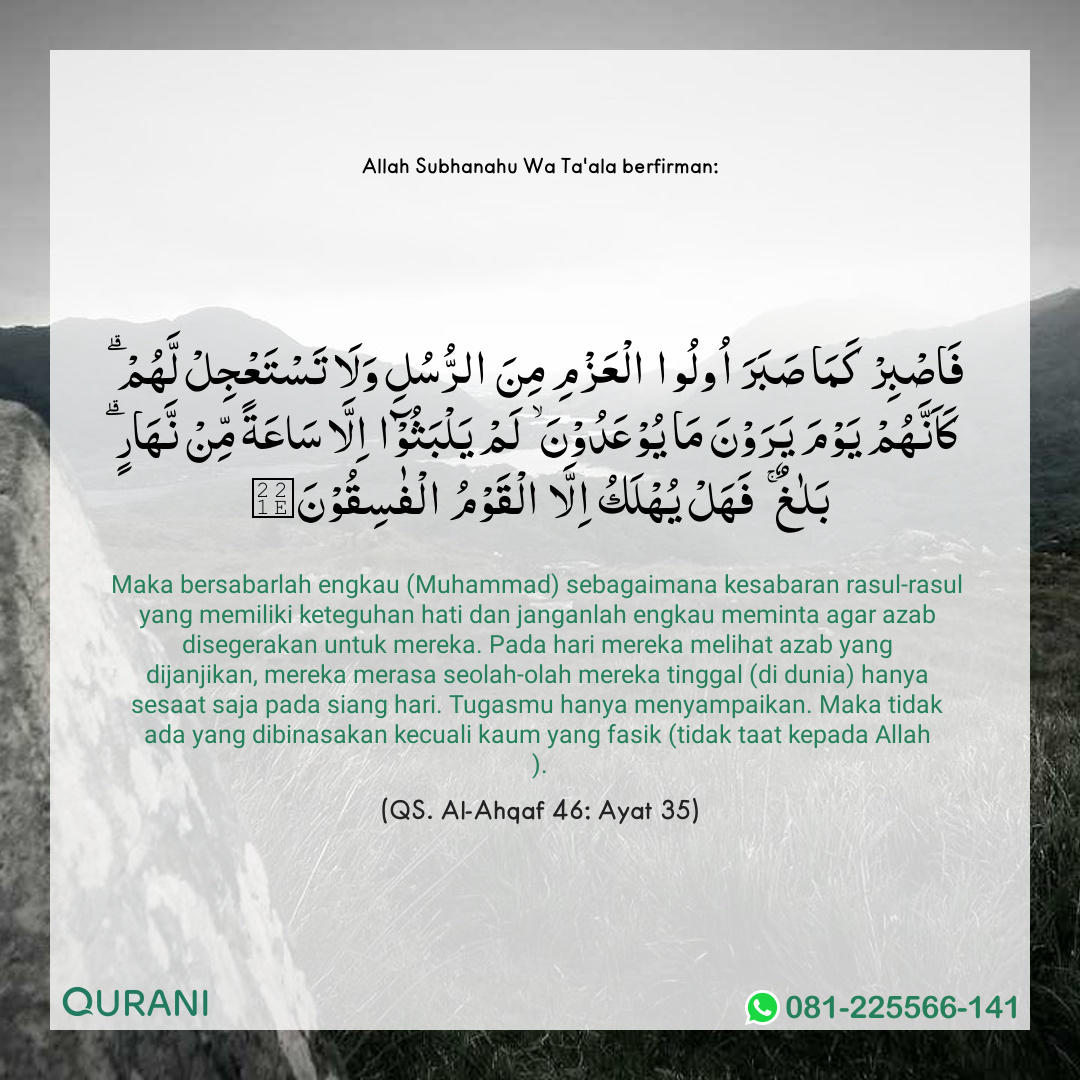 Allah Subhanahu Wa Ta'ala berfirman:
فَاصْبِرْ كَمَا صَبَرَ اُولُوا الْعَزْمِ مِنَ الرُّسُلِ وَلَا تَسْتَعْجِلْ لَّهُمْ ۗ
كَاَنَّهُمْ يَوْمَ يَرَوْنَ مَا يُوْعَدُوْنَ ۙ لَمْ يَلْبَثُوْٓا اِلَّا سَاعَةً مِّنْ نَّهَارٍ ۗ
بَلٰغٌ ۚ فَهَلْ يُهْلَكُ اِلَّا الْقَوْمُ الْفٰسِقُوْنَ∞
Maka bersabarlah engkau (Muhammad) sebagaimana kesabaran rasul-rasul
yang memiliki keteguhan hati dan janganlah engkau meminta agar azab
disegerakan untuk mereka. Pada hari mereka melihat azab yang
dijanjikan, mereka merasa seolah-olah mereka tinggal (di dunia) hanya
sesaat saja pada siang hari. Tugasmu hanya menyampaikan. Maka tidak
ada yang dibinasakan kecuali kaum yang fasik (tidak taat kepada Allah
).
(QS. Al-Ahqaf 46: Ayat 35)
QURANI
081-225566-141